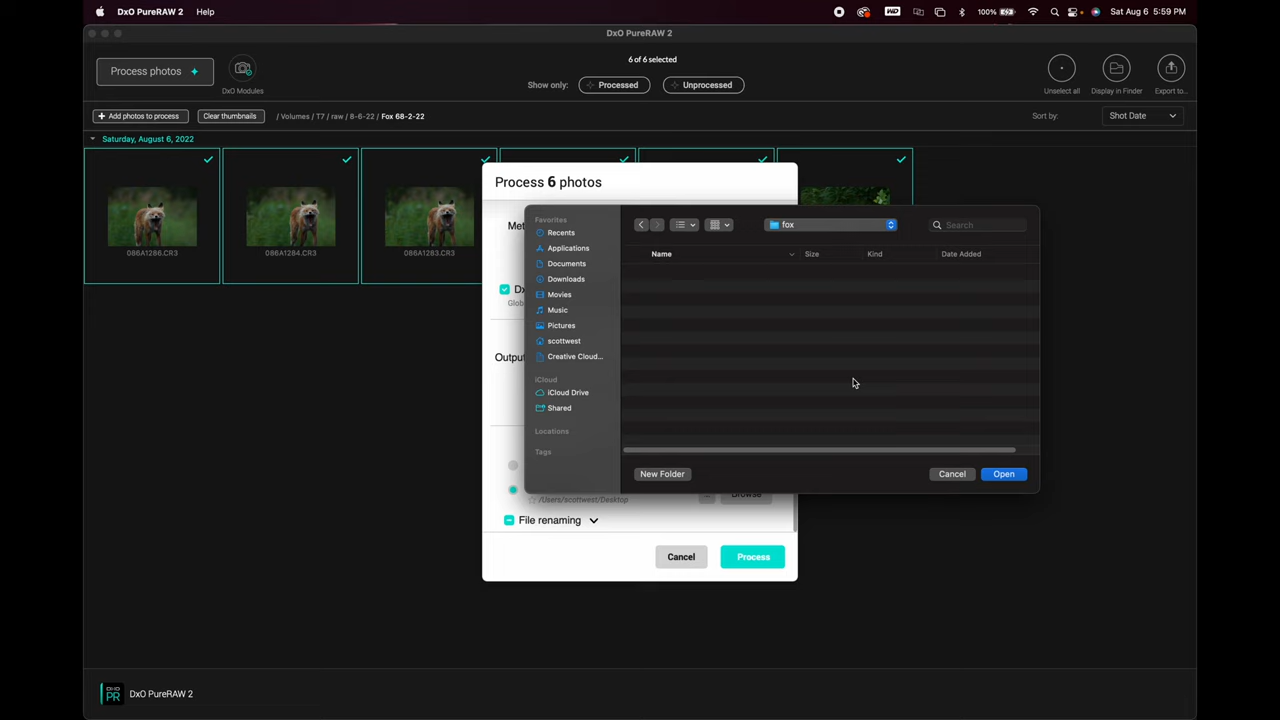 DxO PureRAW 2 Help
100% Sat Aug 6 5:59 PM
DxO PureRAW 2
Process photos
DxO Modules
6 of 6 selected
Show only: Processed Unprocessed
Unselect all Display in Finder Export to...
Add photos to process Clear thumbnails / Volumes / T7 / raw / 8-6-22 / Fox 68-2-22 Sort by: Shot Date
Saturday, August 6, 2022
086A1286.CR3 086A1284.CR3 086A1283.CR3
Process 6 photos
Favorites
Recents
Applications
Documents
Downloads
Movies
Music
Pictures
scottwest
Creative Cloud...
iCloud
iCloud Drive
Shared
Locations
Tags
fox
Search
Name Size Kind Date Added
New Folder Cancel Open
/Users/scottwest/Desktop
Browse
File renaming
Cancel Process
DXO
PR
DxO PureRAW 2